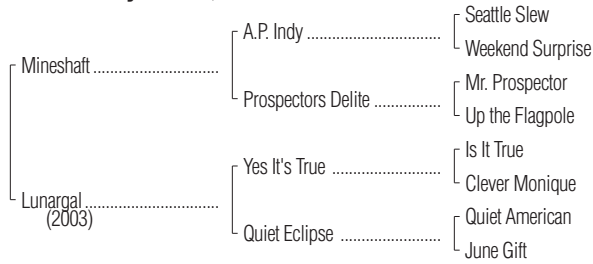 Seattle Slew
A.P. Indy
Weekend Surprise
Mineshaft
Mr. Prospector
Prospectors Delite
Up the Flagpole
Is It True
Yes It's True
Clever Monique
Lunargal
(2003)
Quiet American
Quiet Eclipse
June Gift